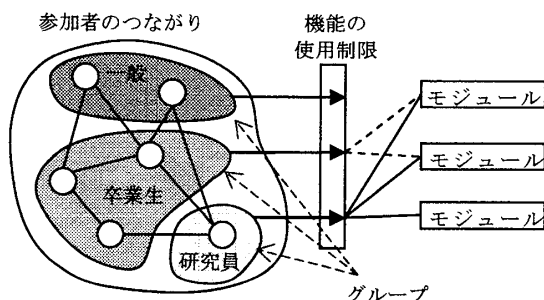 参加者のつながり
機能の
使用制限
一般
モジュール
モジュール
卒業生
モジュール
研究員
グループ